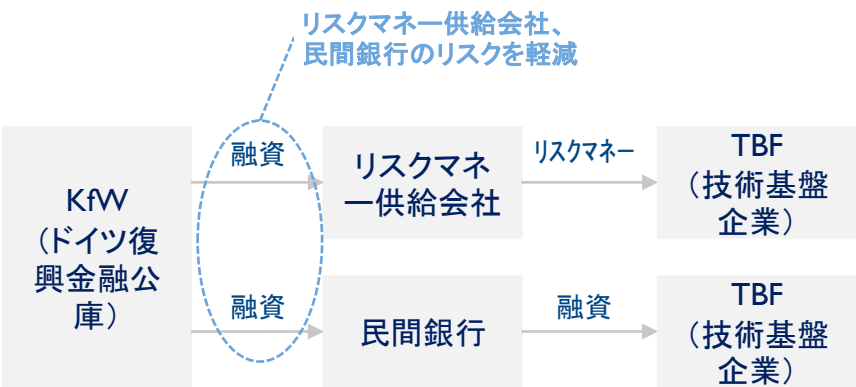 リスクマネー供給会社、
民間銀行のリスクを軽減
KfW
(ドイツ復
興金融公
庫)
融資
リスクマネ
ー供給会社
リスクマネー
TBF
(技術基盤
企業)
融資
民間銀行
融資
TBF
(技術基盤
企業)